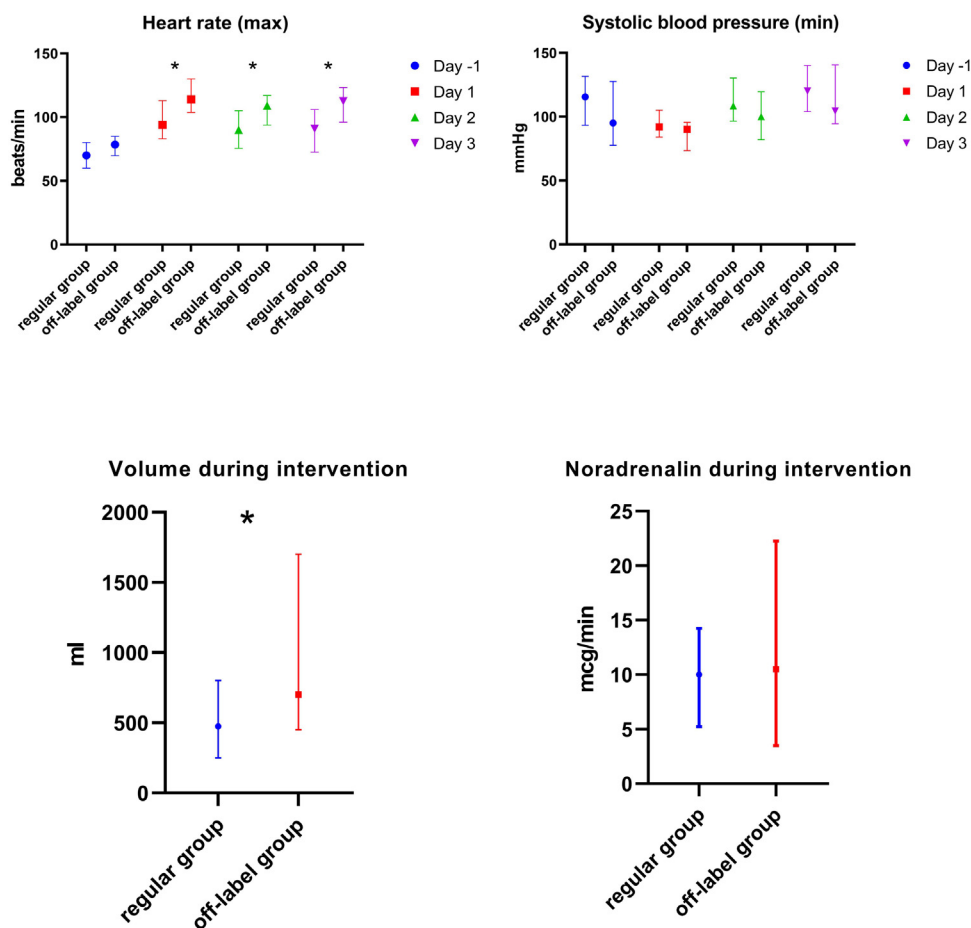 Heart rate (max)
150
100
50
0
beats/min
*
*
*
Day -1
Day 1
Day 2
Day 3
regular group
off-label group
regular group
off-label group
regular group
off-label group
regular group
off-label group
Systolic blood pressure (min)
150
100
50
0
mmHg
Day -1
Day 1
Day 2
Day 3
regular group
off-label group
regular group
off-label group
regular group
off-label group
regular group
off-label group
Volume during intervention
2000
1500
1000
500
0
ml
*
regular group
off-label group
Noradrenalin during intervention
25
20
15
10
5
0
mcg/min
regular group
off-label group